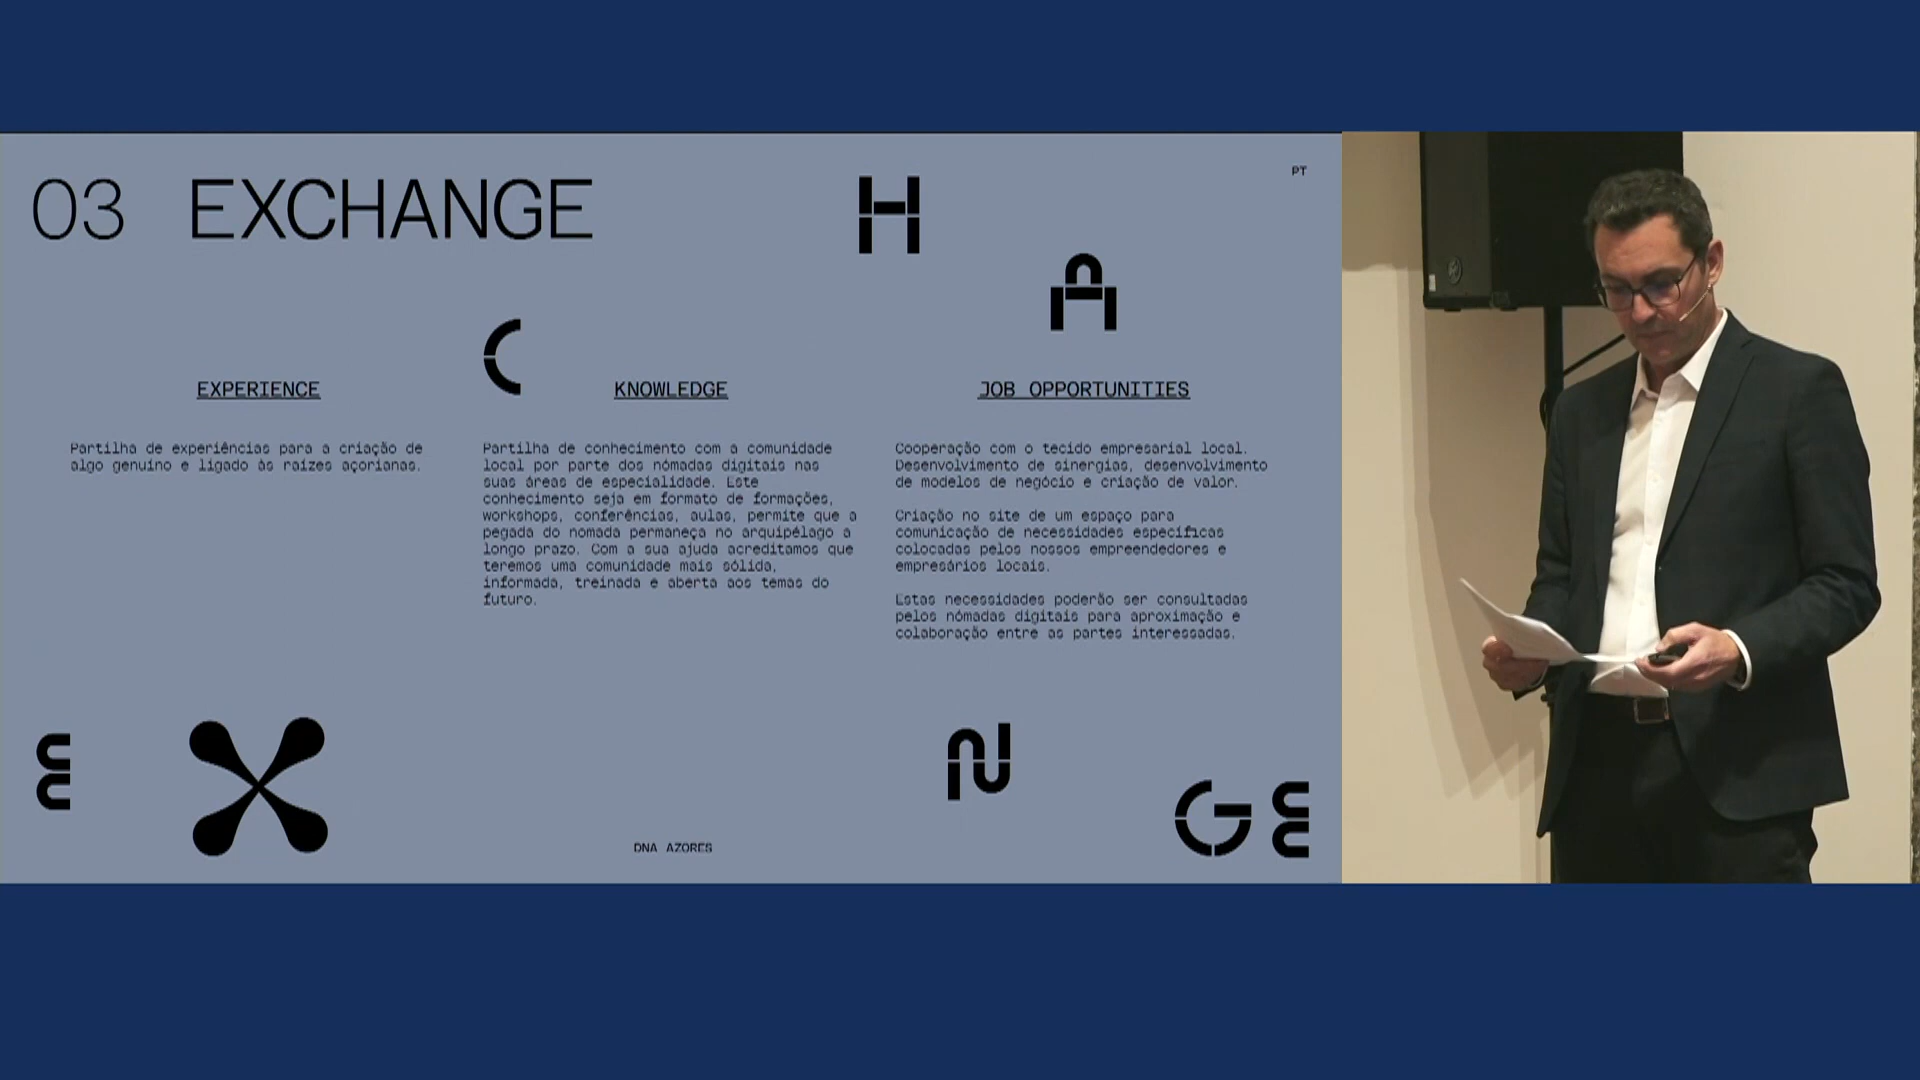 03 EXCHANGE
PT
H
A
C
EXPERIENCE
Partilha de experiências para a criação de
algo genuíno e ligado às raízes açorianas.
KNOWLEDGE
Partilha de conhecimento com a comunidade
local por parte dos nómadas digitais nas
suas áreas de especialidade. Este
conhecimento seja em formato de formações,
workshops, conferências, aulas, permite que a
pegada do nomada permaneça no arquipélago a
longo prazo. Com a sua ajuda acreditamos que
teremos uma comunidade mais sólida,
informada, treinada e aberta aos temas do
futuro.
JOB OPPORTUNITIES
Cooperação com o tecido empresarial local.
Desenvolvimento de sinergias, desenvolvimento
de modelos de negócio e criação de valor.
Criação no site de um espaço para
comunicação de necessidades específicas
colocadas pelos nossos empreendedores e
empresários locais.
Estas necessidades poderão ser consultadas
pelos nómadas digitais para aproximação e
colaboração entre as partes interessadas.
E X
N
G E
DNA AZORES